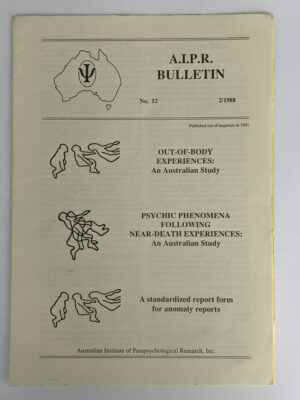 Ψ
A.I.P.R.
BULLETIN
No. 12 2/1988
Published out of sequence in 1991
OUT-OF-BODY
EXPERIENCES:
An Australian Study
PSYCHIC PHENOMENA
FOLLOWING
NEAR-DEATH EXPERIENCES:
An Australian Study
A standardized report form
for anomaly reports
Australian Institute of Parapsychological Research, Inc.